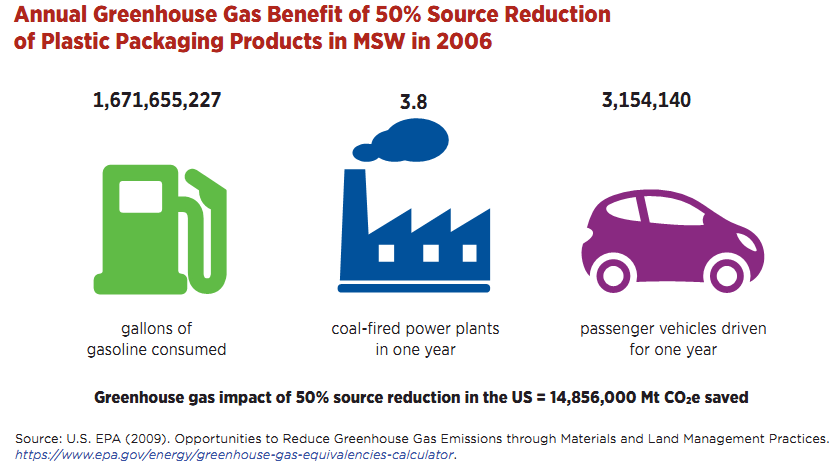 Annual Greenhouse Gas Benefit of 50% Source Reduction
of Plastic Packaging Products in MSW in 2006
1,671,655,227
3.8
3,154,140
gallons of
gasoline consumed
coal-fired power plants
in one year
passenger vehicles driven
for one year
Greenhouse gas impact of 50% source reduction in the US = 14,856,000 Mt CO₂e saved
Source: U.S. EPA (2009). Opportunities to Reduce Greenhouse Gas Emissions through Materials and Land Management Practices.
https://www.epa.gov/energy/greenhouse-gas-equivalencies-calculator.